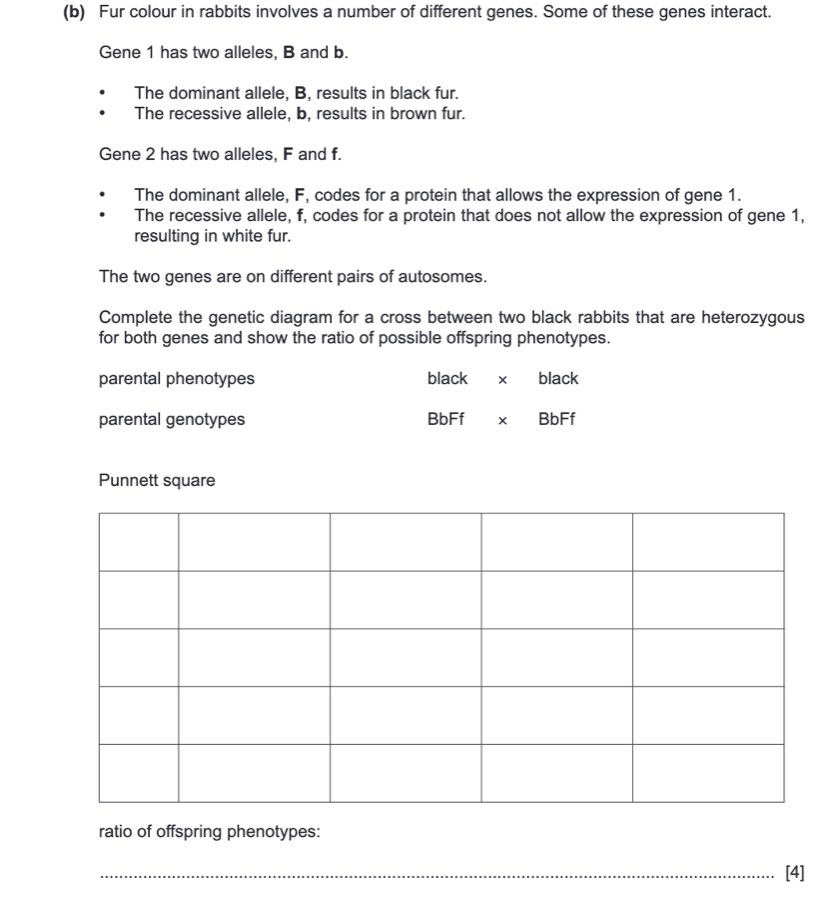 (b) Fur colour in rabbits involves a number of different genes. Some of these genes interact.
Gene 1 has two alleles, B and b.
• The dominant allele, B, results in black fur.
• The recessive allele, b, results in brown fur.
Gene 2 has two alleles, F and f.
• The dominant allele, F, codes for a protein that allows the expression of gene 1.
• The recessive allele, f, codes for a protein that does not allow the expression of gene 1,
resulting in white fur.
The two genes are on different pairs of autosomes.
Complete the genetic diagram for a cross between two black rabbits that are heterozygous
for both genes and show the ratio of possible offspring phenotypes.
parental phenotypes black × black
parental genotypes BbFf × BbFf
Punnett square
ratio of offspring phenotypes:
.......................................................................................................................................... [4]